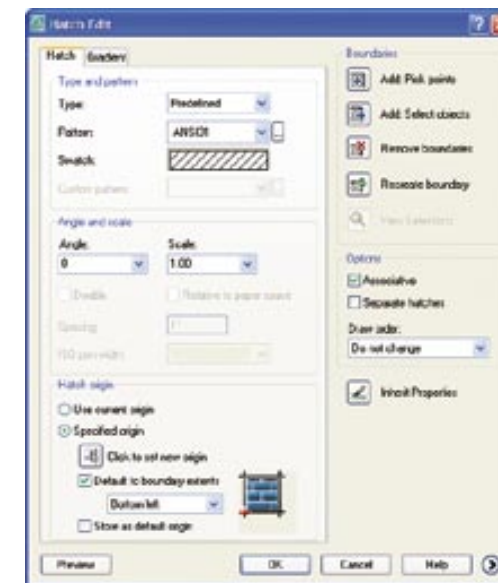 Hatch Edit
Hatch Gradient
Type and pattern
Type: Predefined
Pattern: ANSI31
Swatch:
Custom pattern:
Angle and scale
Angle: Scale:
0 1.00
Double Relative to paper space
Spacing:
ISO pen width:
Hatch origin
Use current origin
Specified origin
Click to set new origin
Default to boundary extents
Bottom left
Store as default origin
Preview
Boundaries
Add: Pick points
Add: Select objects
Remove boundaries
Recreate boundary
View Selections
Options
Associative
Separate hatches
Draw order:
Do not change
Inherit Properties
OK Cancel Help